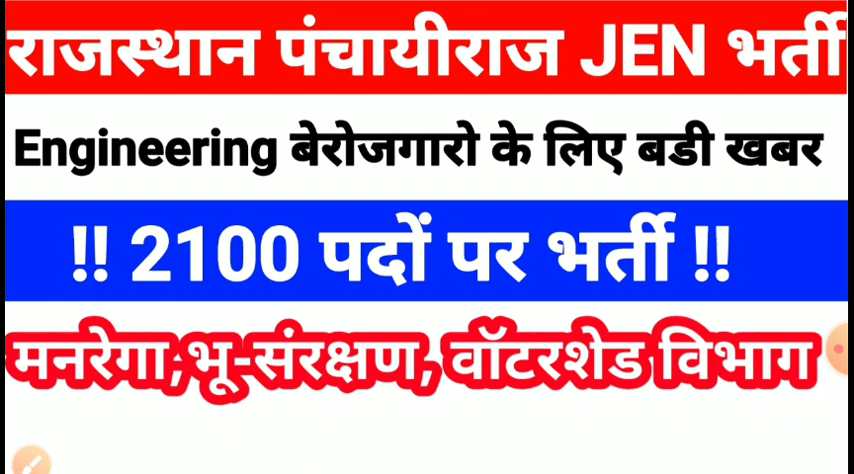 राजस्थान पंचायीराज JEN भर्ती
Engineering बेरोजगारो के लिए बडी खबर
!! 2100 पदों पर भर्ती !!
मनरेगा,भू-संरक्षण, वॉटरशेड विभाग